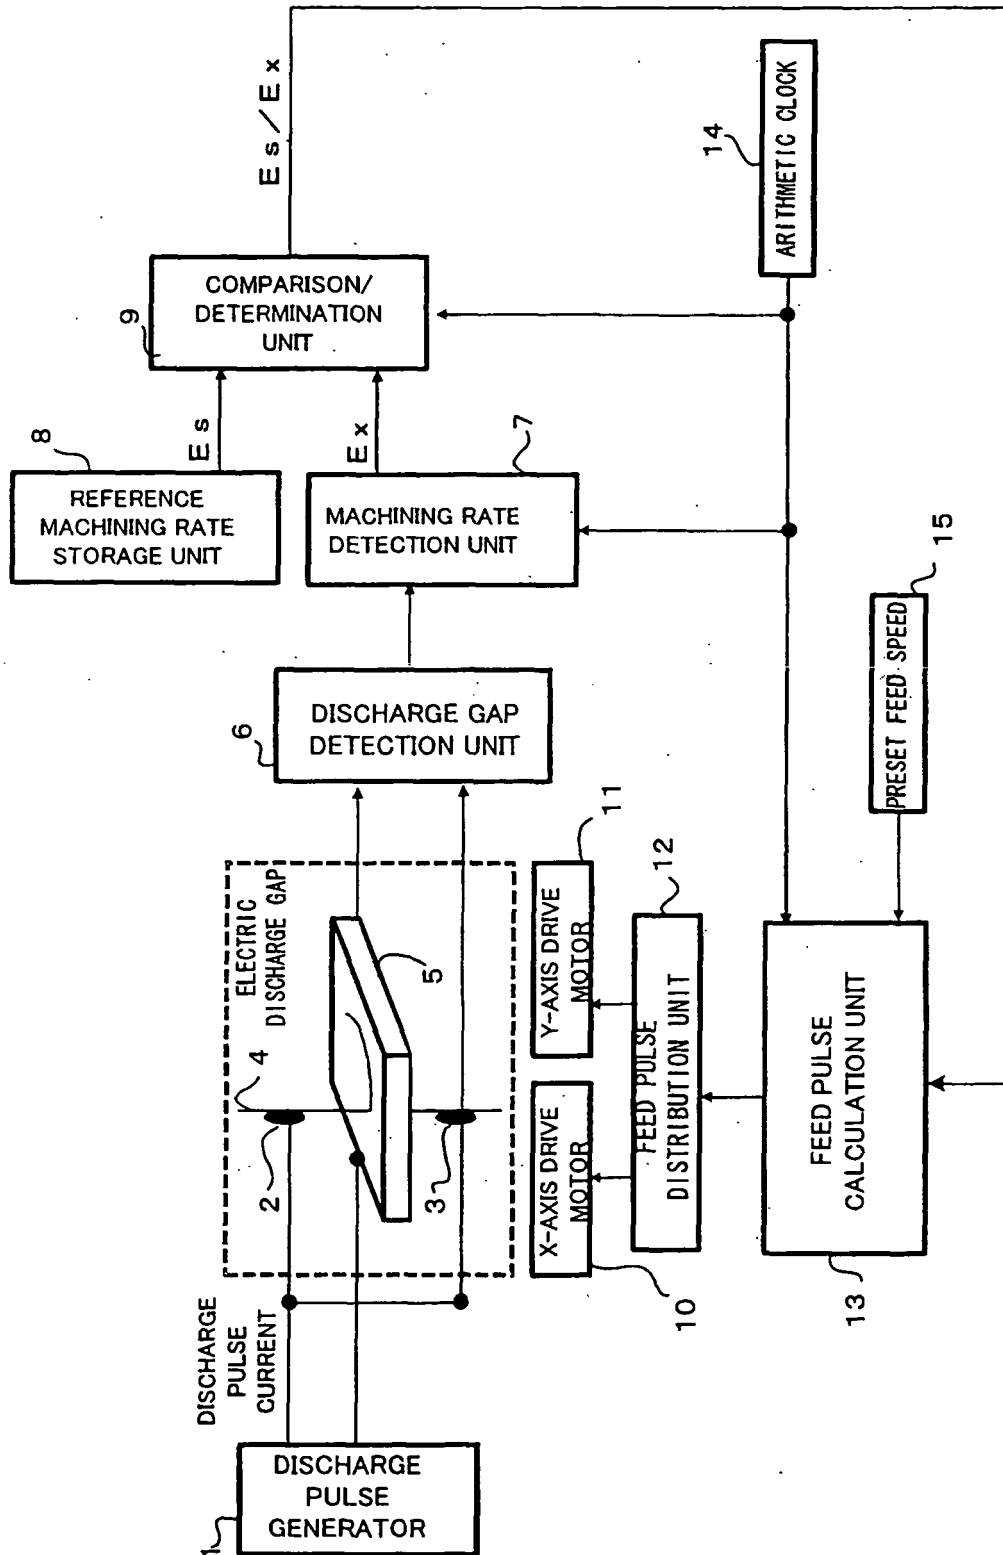 1
DISCHARGE
PULSE
GENERATOR
DISCHARGE
PULSE
CURRENT
ELECTRIC
DISCHARGE GAP
2
3
4
5
6
DISCHARGE GAP
DETECTION UNIT
7
MACHINING RATE
DETECTION UNIT
8
REFERENCE
MACHINING RATE
STORAGE UNIT
Es
Ex
9
COMPARISON/
DETERMINATION
UNIT
Es/Ex
10
X-AXIS DRIVE
MOTOR
11
Y-AXIS DRIVE
MOTOR
12
FEED PULSE
DISTRIBUTION UNIT
13
FEED PULSE
CALCULATION UNIT
14
ARITHMETIC CLOCK
15
PRESET FEED SPEED